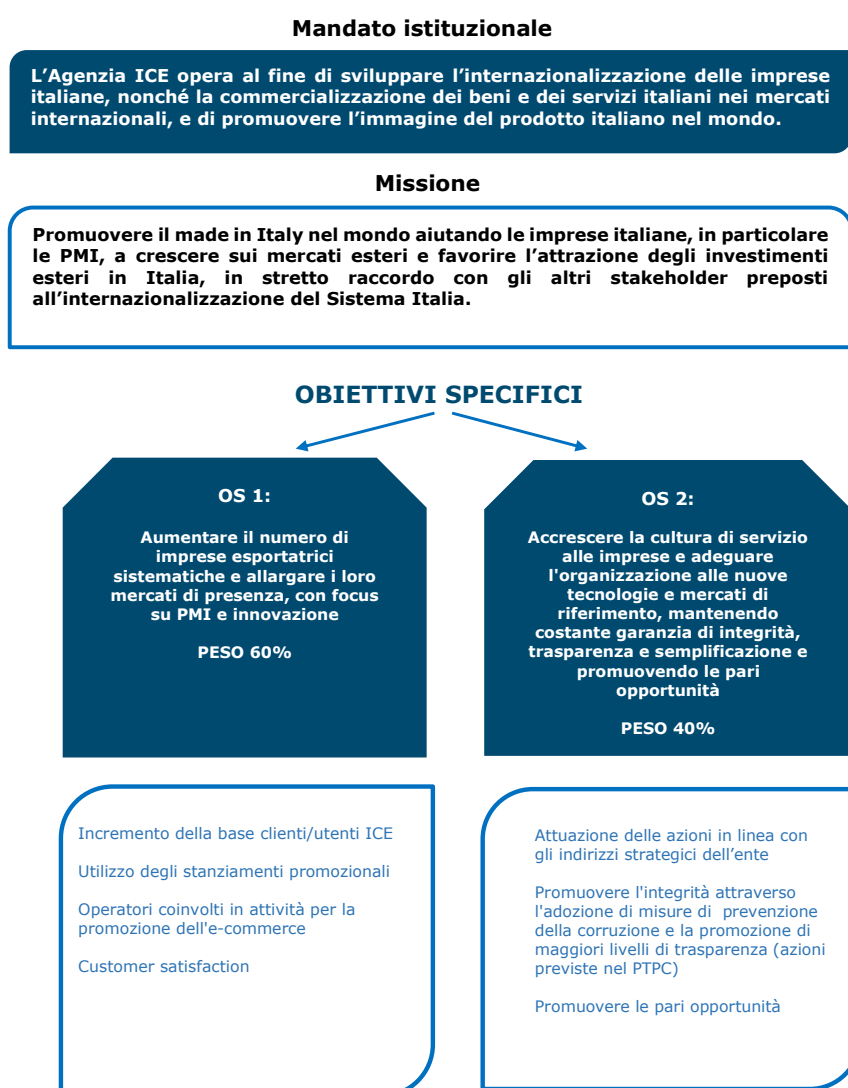 Mandato istituzionale
L’Agenzia ICE opera al fine di sviluppare l’internazionalizzazione delle imprese
italiane, nonché la commercializzazione dei beni e dei servizi italiani nei mercati
internazionali, e di promuovere l’immagine del prodotto italiano nel mondo.
Missione
Promuovere il made in Italy nel mondo aiutando le imprese italiane, in particolare
le PMI, a crescere sui mercati esteri e favorire l’attrazione degli investimenti
esteri in Italia, in stretto raccordo con gli altri stakeholder preposti
all’internazionalizzazione del Sistema Italia.
OBIETTIVI SPECIFICI
OS 1:
Aumentare il numero di
imprese esportatrici
sistematiche e allargare i loro
mercati di presenza, con focus
su PMI e innovazione
PESO 60%
OS 2:
Accrescere la cultura di servizio
alle imprese e adeguare
l'organizzazione alle nuove
tecnologie e mercati di
riferimento, mantenendo
costante garanzia di integrità,
trasparenza e semplificazione e
promuovendo le pari
opportunità
PESO 40%
Incremento della base clienti/utenti ICE
Utilizzo degli stanziamenti promozionali
Operatori coinvolti in attività per la
promozione dell'e-commerce
Customer satisfaction
Attuazione delle azioni in linea con
gli indirizzi strategici dell’ente
Promuovere l'integrità attraverso
l'adozione di misure di prevenzione
della corruzione e la promozione di
maggiori livelli di trasparenza (azioni
previste nel PTPC)
Promuovere le pari opportunità